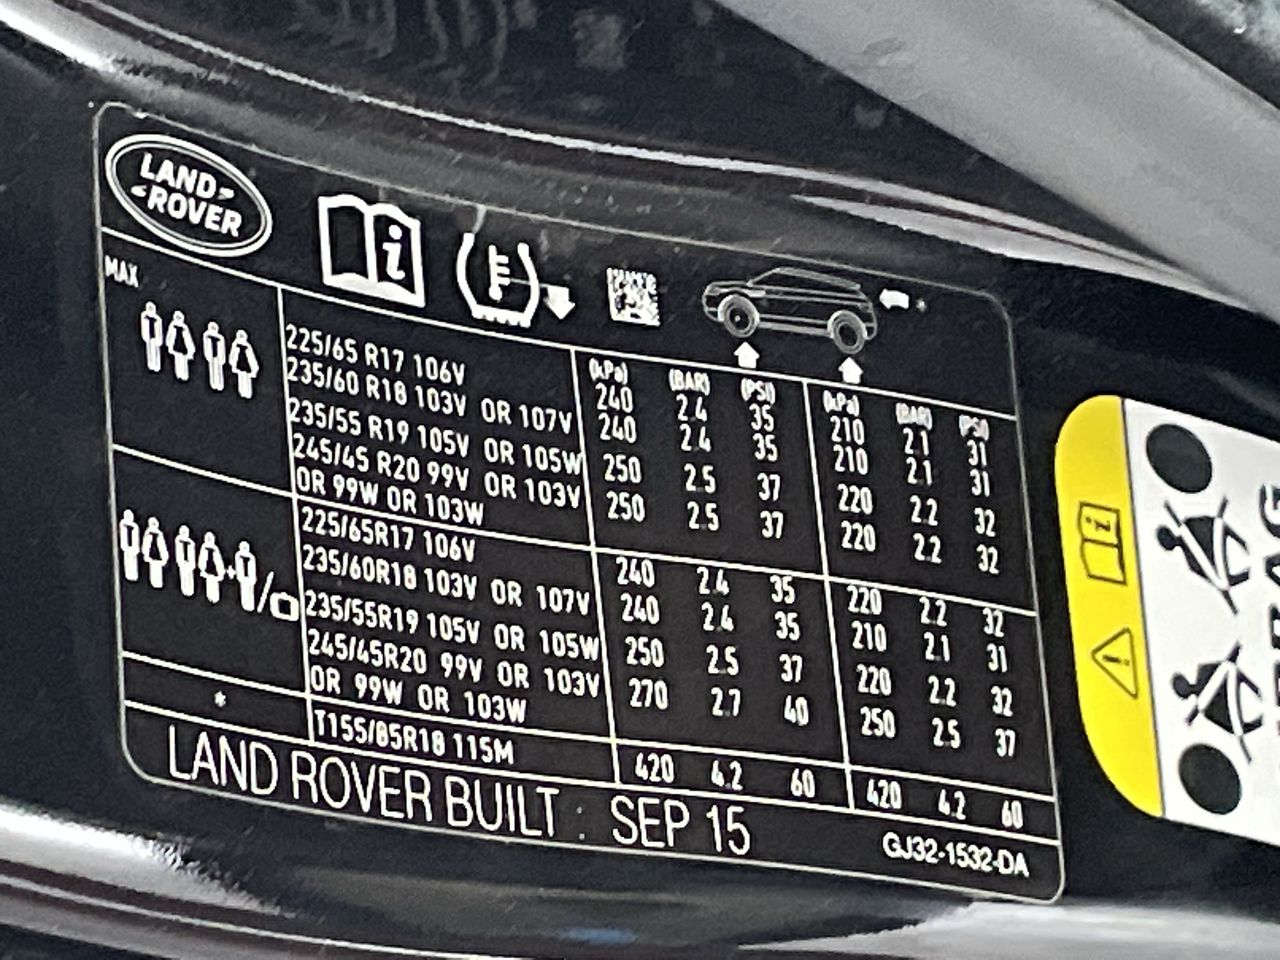 LAND
ROVER
MAX
(kPa) (BAR) (PSI) (kPa) (BAR) (PSI)
225/65 R17 106V 240 2.4 35 210 2.1 31
235/60 R18 103V OR 107V 240 2.4 35 210 2.1 31
235/55 R19 105V OR 105W 250 2.5 37 220 2.2 32
245/45 R20 99V OR 103V 250 2.5 37 220 2.2 32
OR 99W OR 103W
225/65R17 106V 240 2.4 35 220 2.2 32
235/60R18 103V OR 107V 240 2.4 35 210 2.1 31
235/55R19 105V OR 105W 250 2.5 37 220 2.2 32
245/45R20 99V OR 103V 270 2.7 40 250 2.5 37
OR 99W OR 103W
* T155/85R18 115M 420 4.2 60 420 4.2 60
LAND ROVER BUILT : SEP 15
GJ32-1532-DA